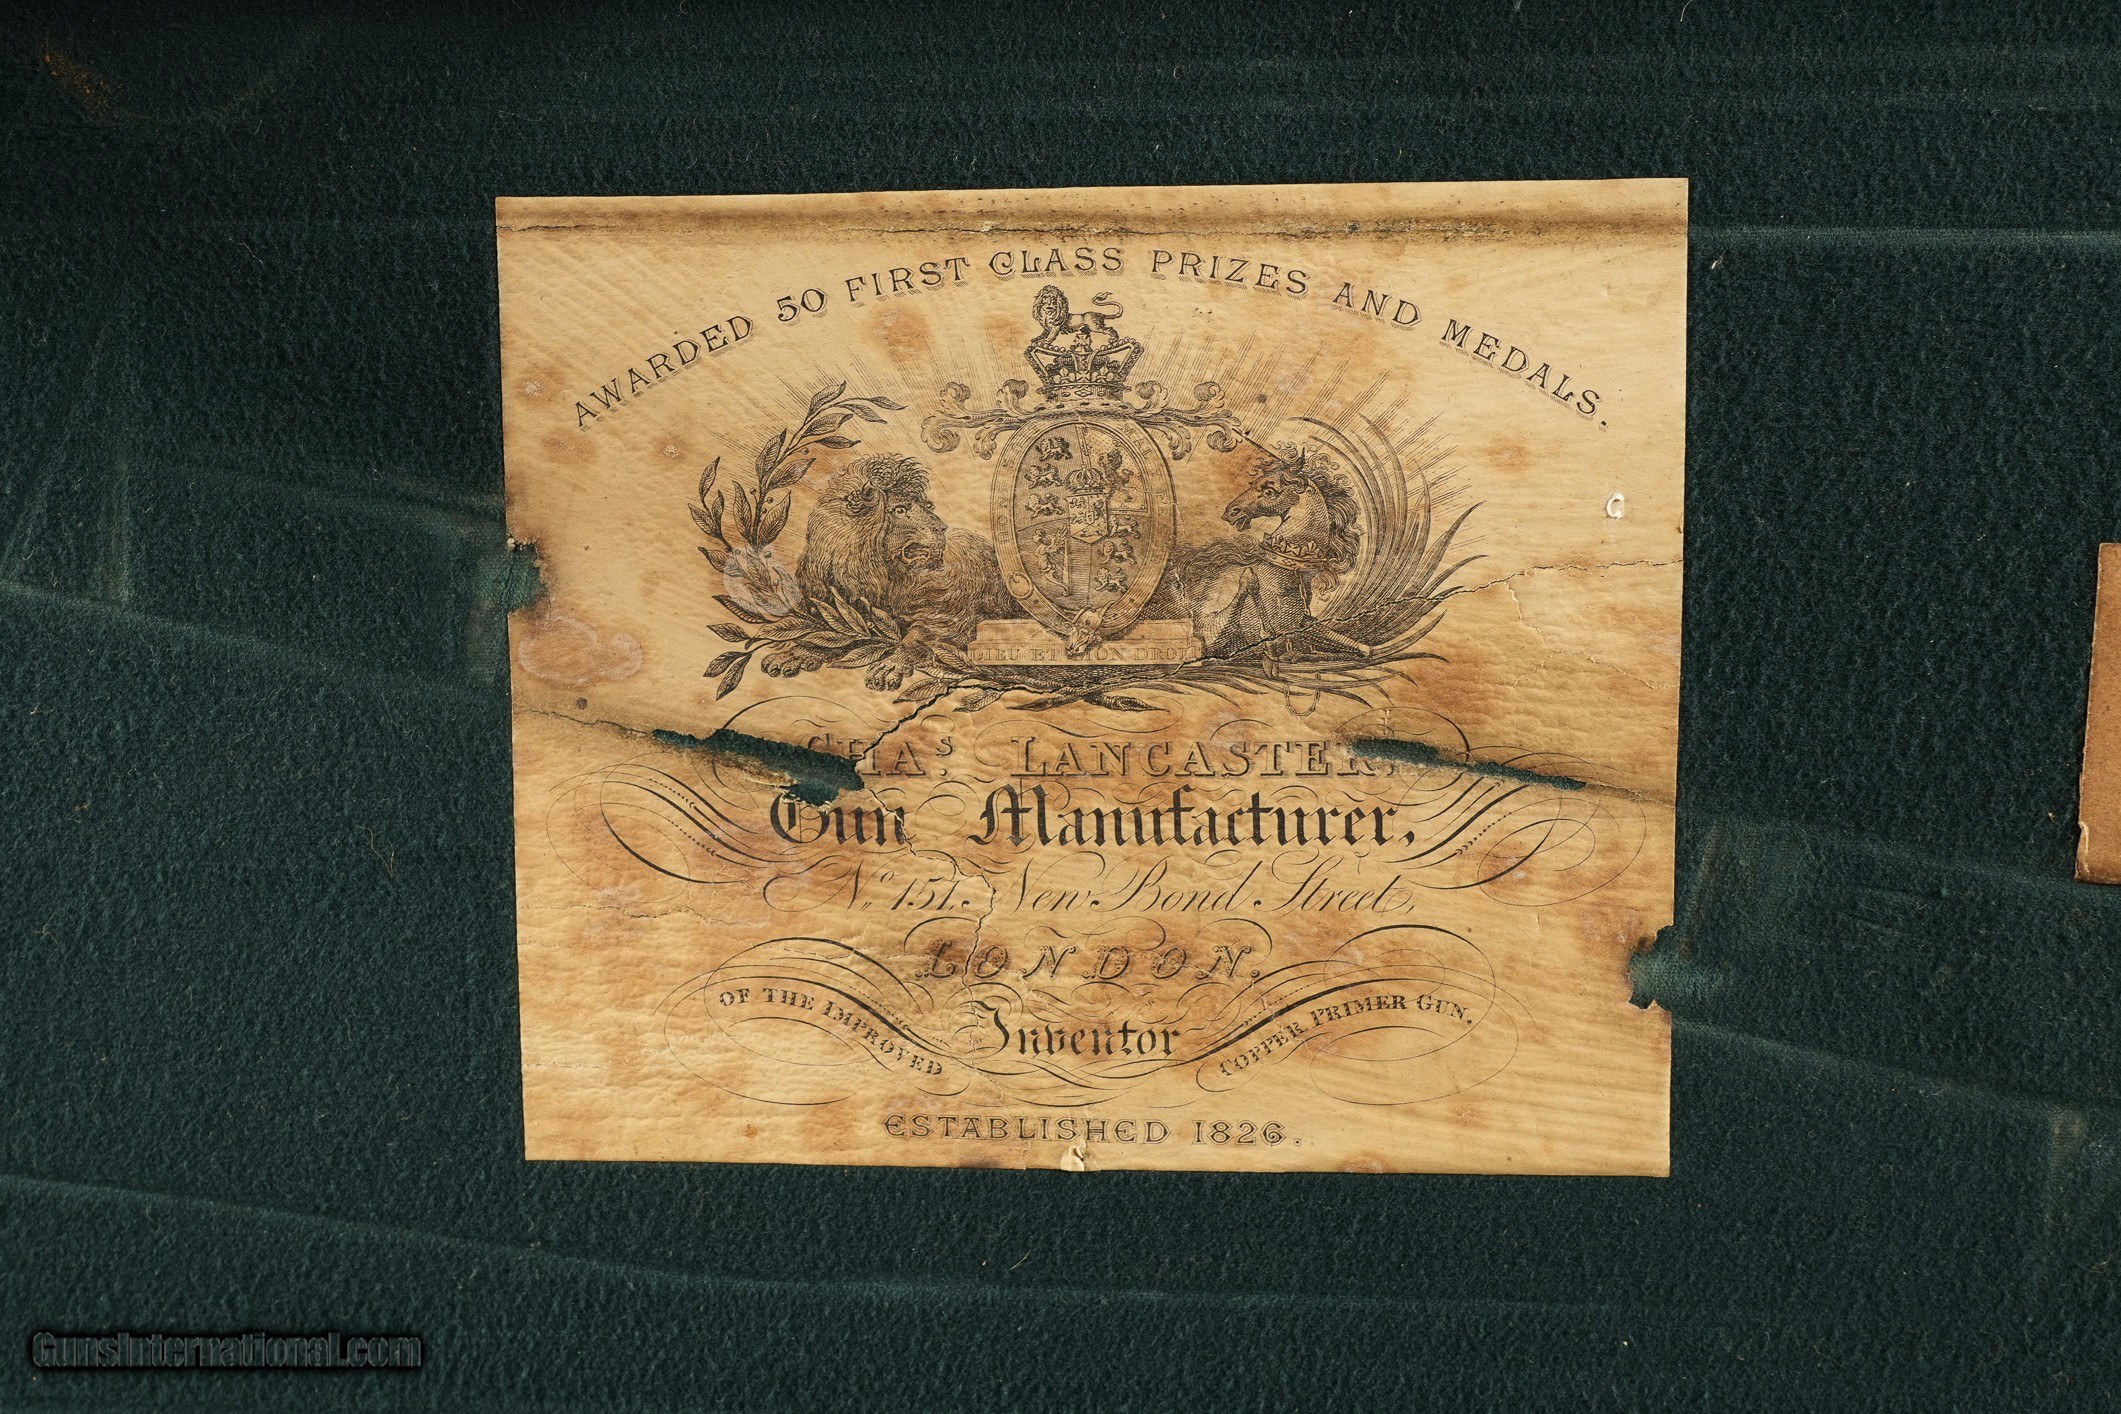 AWARDED 50 FIRST CLASS PRIZES AND MEDALS.
DIEU ET MON DROIT
CHAS. LANCASTER,
Gun Manufacturer,
No. 151, New Bond Street,
LONDON.
Inventor
OF THE IMPROVED COPPER PRIMER GUN.
ESTABLISHED 1826.
GunsInternational.com